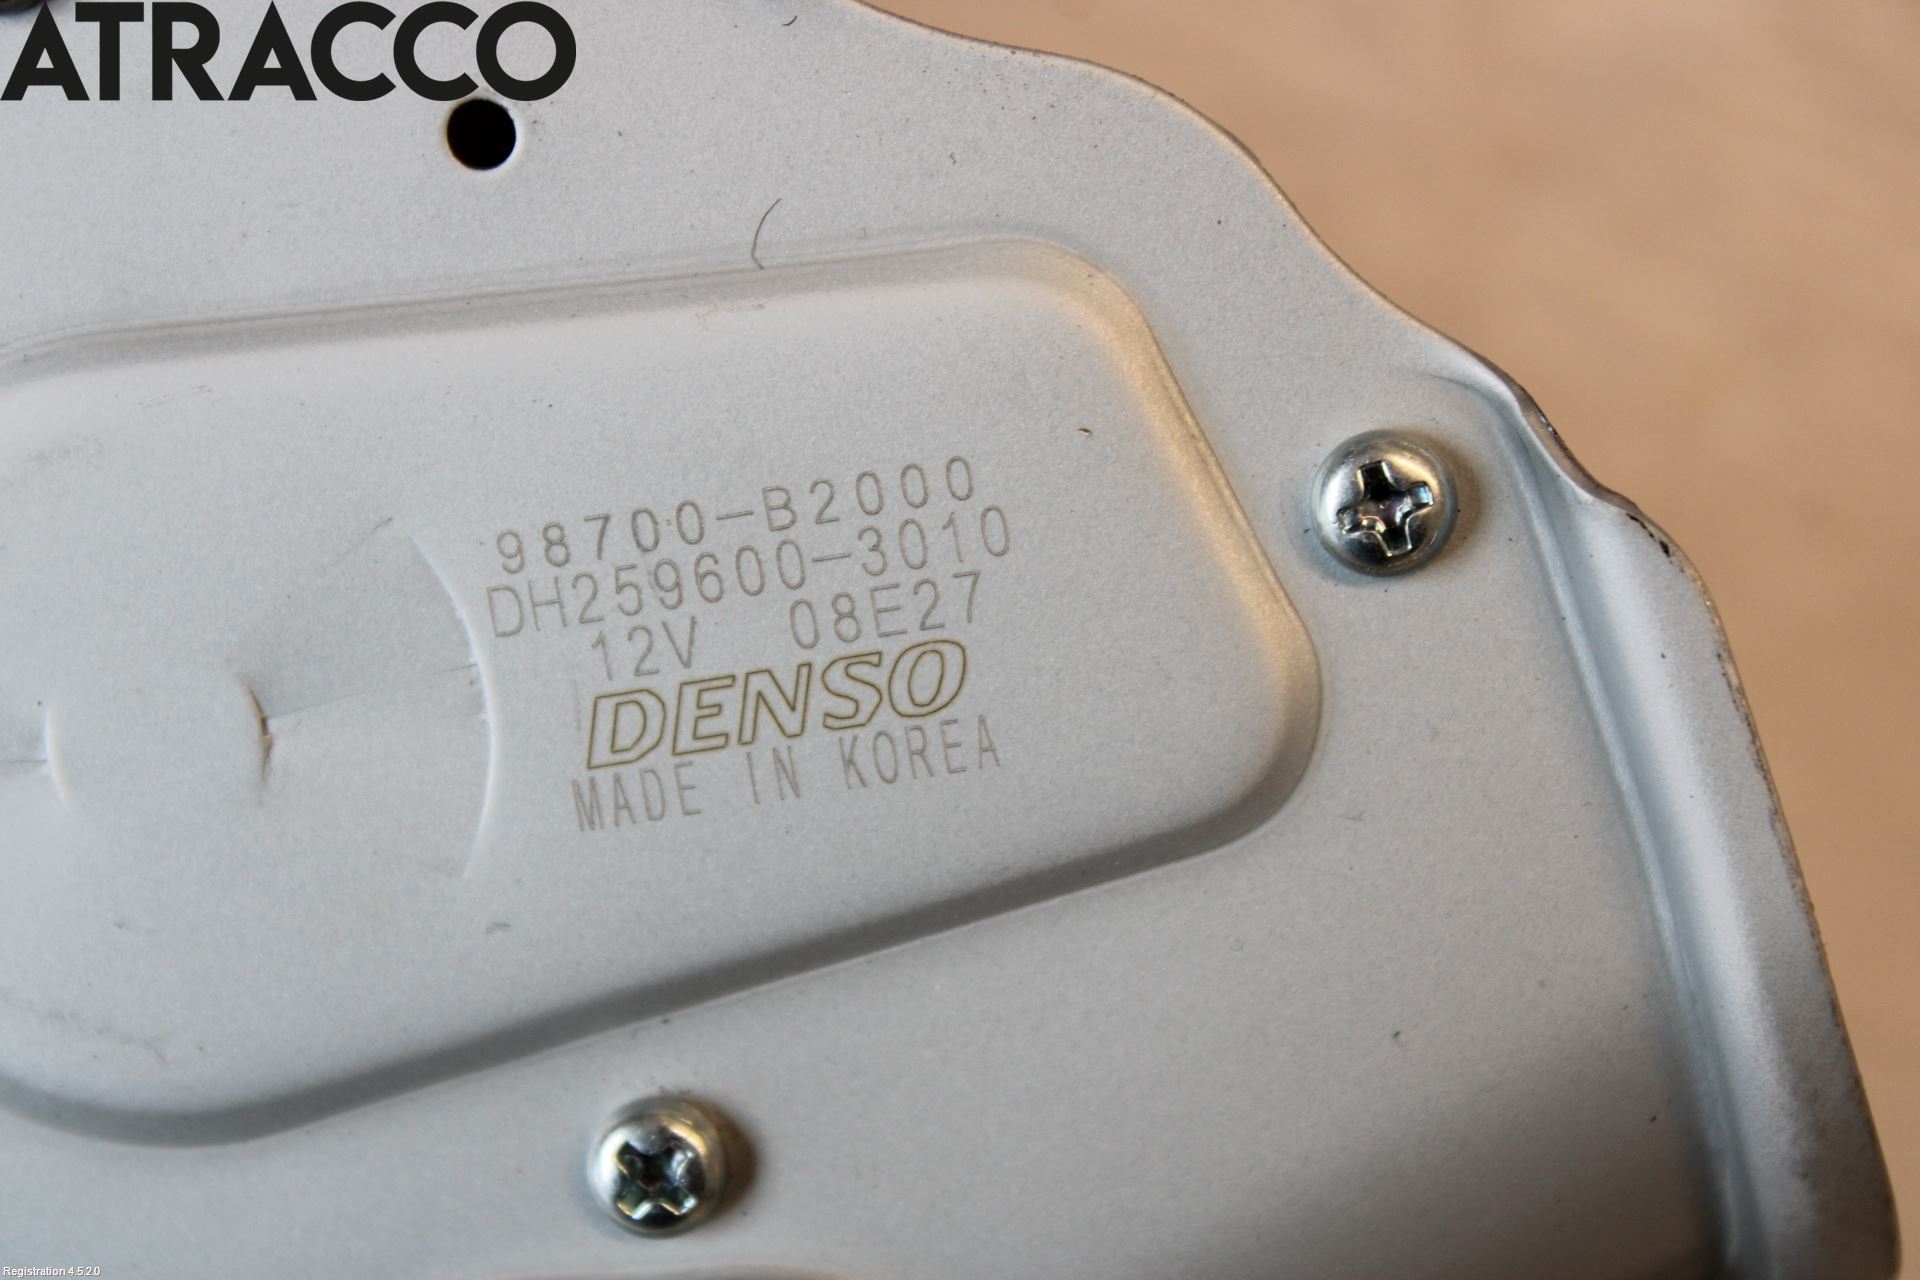 ATRACCO
98700-B2000
DH259600-3010
12V 08E27
DENSO
MADE IN KOREA
Registration 4.5.2.0